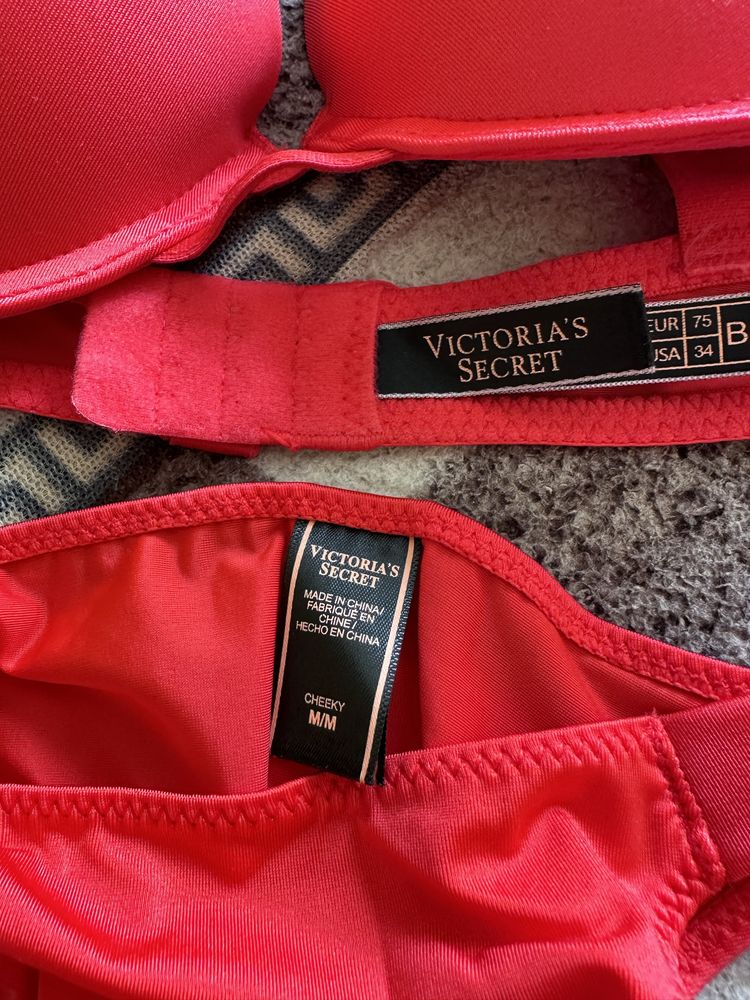 VICTORIA'S
SECRET
EUR 75
USA 34
B
VICTORIA'S
SECRET
MADE IN CHINA/
FABRIQUÉ EN
CHINE/
HECHO EN CHINA
CHEEKY
M/M